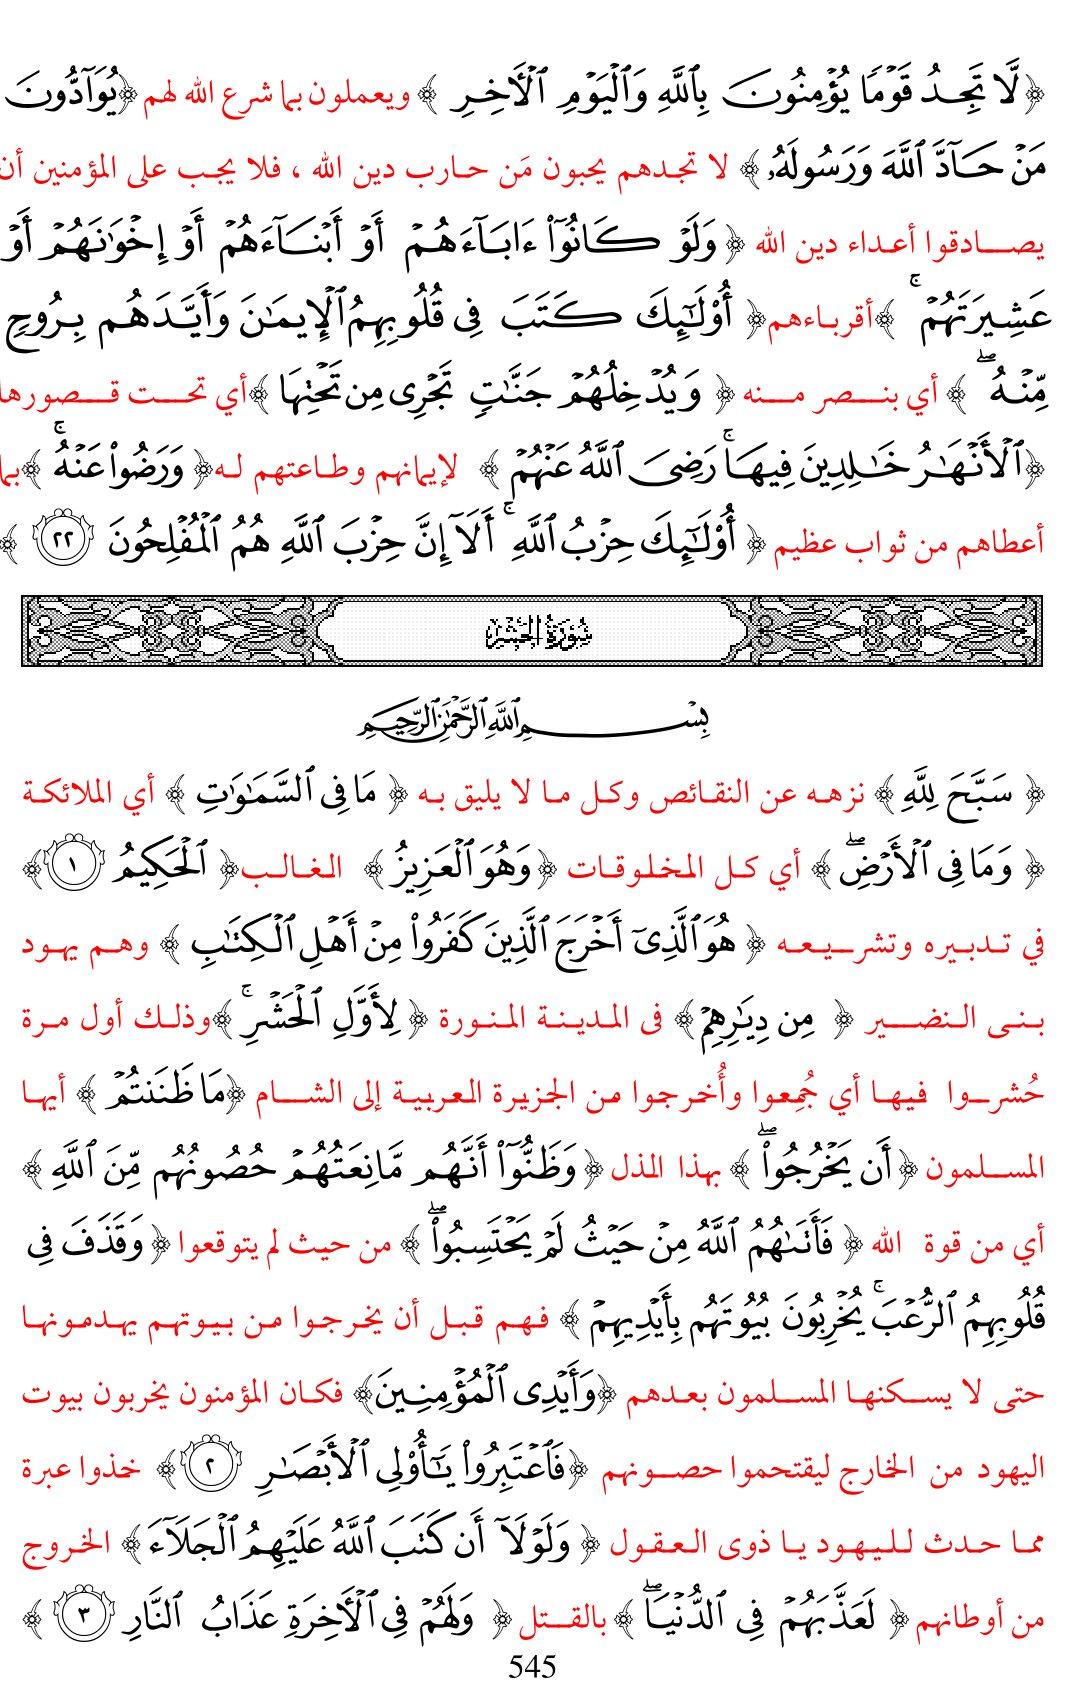 ﴿لَّا تَجِدُ قَوْمًا يُؤْمِنُونَ بِٱللَّهِ وَٱلْيَوْمِ ٱلْأَخِرِ ﴾ ويعملون بما شرع الله لهم ﴿يُوَآدُّونَ
مَنْ حَآدَّ ٱللَّهَ وَرَسُولَهُۥ ﴾ لا تجدهم يحبون مَن حارب دين الله ، فلا يجب على المؤمنين أن
يصادقوا أعداء دين الله ﴿ وَلَوْ كَانُوٓا۟ ءَابَآءَهُمْ أَوْ أَبْنَآءَهُمْ أَوْ إِخْوَٰنَهُمْ أَوْ
عَشِيرَتَهُمْ ۚ ﴾أقرباءهم﴿ أُو۟لَٰٓئِكَ كَتَبَ فِى قُلُوبِهِمُ ٱلْإِيمَٰنَ وَأَيَّدَهُم بِرُوحٍ
مِّنْهُ ۖ ﴾ أي بنصر منه ﴿ وَيُدْخِلُهُمْ جَنَّٰتٍ تَجْرِى مِن تَحْتِهَا ﴾أي تحت قصورها
﴿ٱلْأَنْهَٰرُ خَٰلِدِينَ فِيهَا ۚ رَضِىَ ٱللَّهُ عَنْهُمْ ﴾ لإيمانهم وطاعتهم له﴿ وَرَضُوا۟ عَنْهُ ۚ ﴾بما
أعطاهم من ثواب عظيم ﴿ أُو۟لَٰٓئِكَ حِزْبُ ٱللَّهِ ۚ أَلَآ إِنَّ حِزْبَ ٱللَّهِ هُمُ ٱلْمُفْلِحُونَ ٢٢ ﴾
سُورَةُ الحَشْرِ
بِسْمِ ٱللَّهِ ٱلرَّحْمَٰنِ ٱلرَّحِيمِ
﴿ سَبَّحَ لِلَّهِ ﴾ نزهه عن النقائص وكل ما لا يليق به ﴿ مَا فِى ٱلسَّمَٰوَٰتِ ﴾ أي الملائكة
﴿ وَمَا فِى ٱلْأَرْضِ ۖ ﴾ أي كل المخلوقات ﴿وَهُوَ ٱلْعَزِيزُ ﴾ الغالب﴿ ٱلْحَكِيمُ ١ ﴾
في تدبيره وتشريعه ﴿ هُوَ ٱلَّذِىٓ أَخْرَجَ ٱلَّذِينَ كَفَرُوا۟ مِنْ أَهْلِ ٱلْكِتَٰبِ ﴾ وهم يهود
بنى النضير ﴿ مِن دِيَٰرِهِمْ﴾ فى المدينة المنورة ﴿ لِأَوَّلِ ٱلْحَشْرِ ۚ ﴾وذلك أول مرة
حُشروا فيها أي جُمِعوا وأُخرجوا من الجزيرة العربية إلى الشام ﴿مَا ظَنَنتُمْ ﴾ أيها
المسلمون ﴿ أَن يَخْرُجُوا۟ ۖ ﴾ بهذا الذل ﴿ وَظَنُّوٓا۟ أَنَّهُم مَّانِعَتُهُمْ حُصُونُهُم مِّنَ ٱللَّهِ ﴾
أي من قوة الله ﴿ فَأَتَىٰهُمُ ٱللَّهُ مِنْ حَيْثُ لَمْ يَحْتَسِبُوا۟ ۖ ﴾ من حيث لم يتوقعوا ﴿ وَقَذَفَ فِى
قُلُوبِهِمُ ٱلرُّعْبَ ۚ يُخْرِبُونَ بُيُوتَهُم بِأَيْدِيهِمْ ﴾ فهم قبل أن يخرجوا من بيوتهم يهدمونها
حتى لا يسكنها المسلمون بعدهم ﴿وَأَيْدِى ٱلْمُؤْمِنِينَ﴾ فكان المؤمنون يخربون بيوت
اليهود من الخارج ليقتحموا حصونهم ﴿فَٱعْتَبِرُوا۟ يَٰٓأُو۟لِى ٱلْأَبْصَٰرِ ٢ ﴾ خذوا عبرة
مما حدث لليهود يا ذوى العقول ﴿ وَلَوْلَآ أَن كَتَبَ ٱللَّهُ عَلَيْهِمُ ٱلْجَلَآءَ ﴾ الخروج
من أوطانهم ﴿ لَعَذَّبَهُمْ فِى ٱلدُّنْيَا ۖ ﴾ بالقتل ﴿ وَلَهُمْ فِى ٱلْأَخِرَةِ عَذَابُ ٱلنَّارِ ٣ ﴾
545